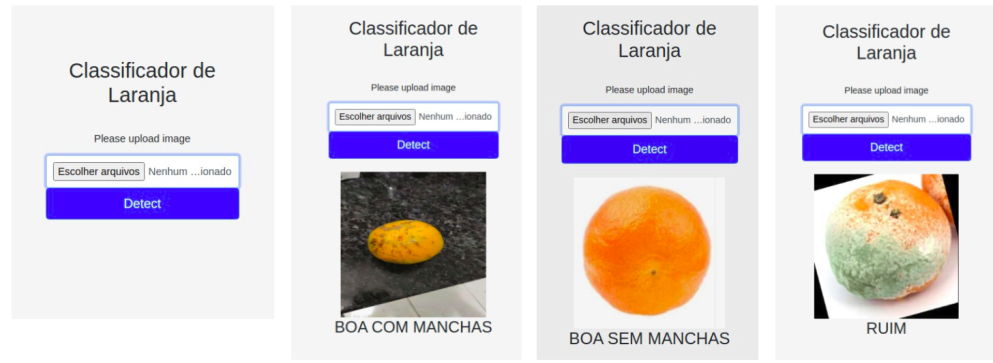 Classificador de
Laranja
Please upload image
Escolher arquivos Nenhum ...ionado
Detect
Classificador de
Laranja
Please upload image
Escolher arquivos Nenhum ...ionado
Detect
BOA COM MANCHAS
Classificador de
Laranja
Please upload image
Escolher arquivos Nenhum ...ionado
Detect
BOA SEM MANCHAS
Classificador de
Laranja
Please upload image
Escolher arquivos Nenhum ...ionado
Detect
RUIM